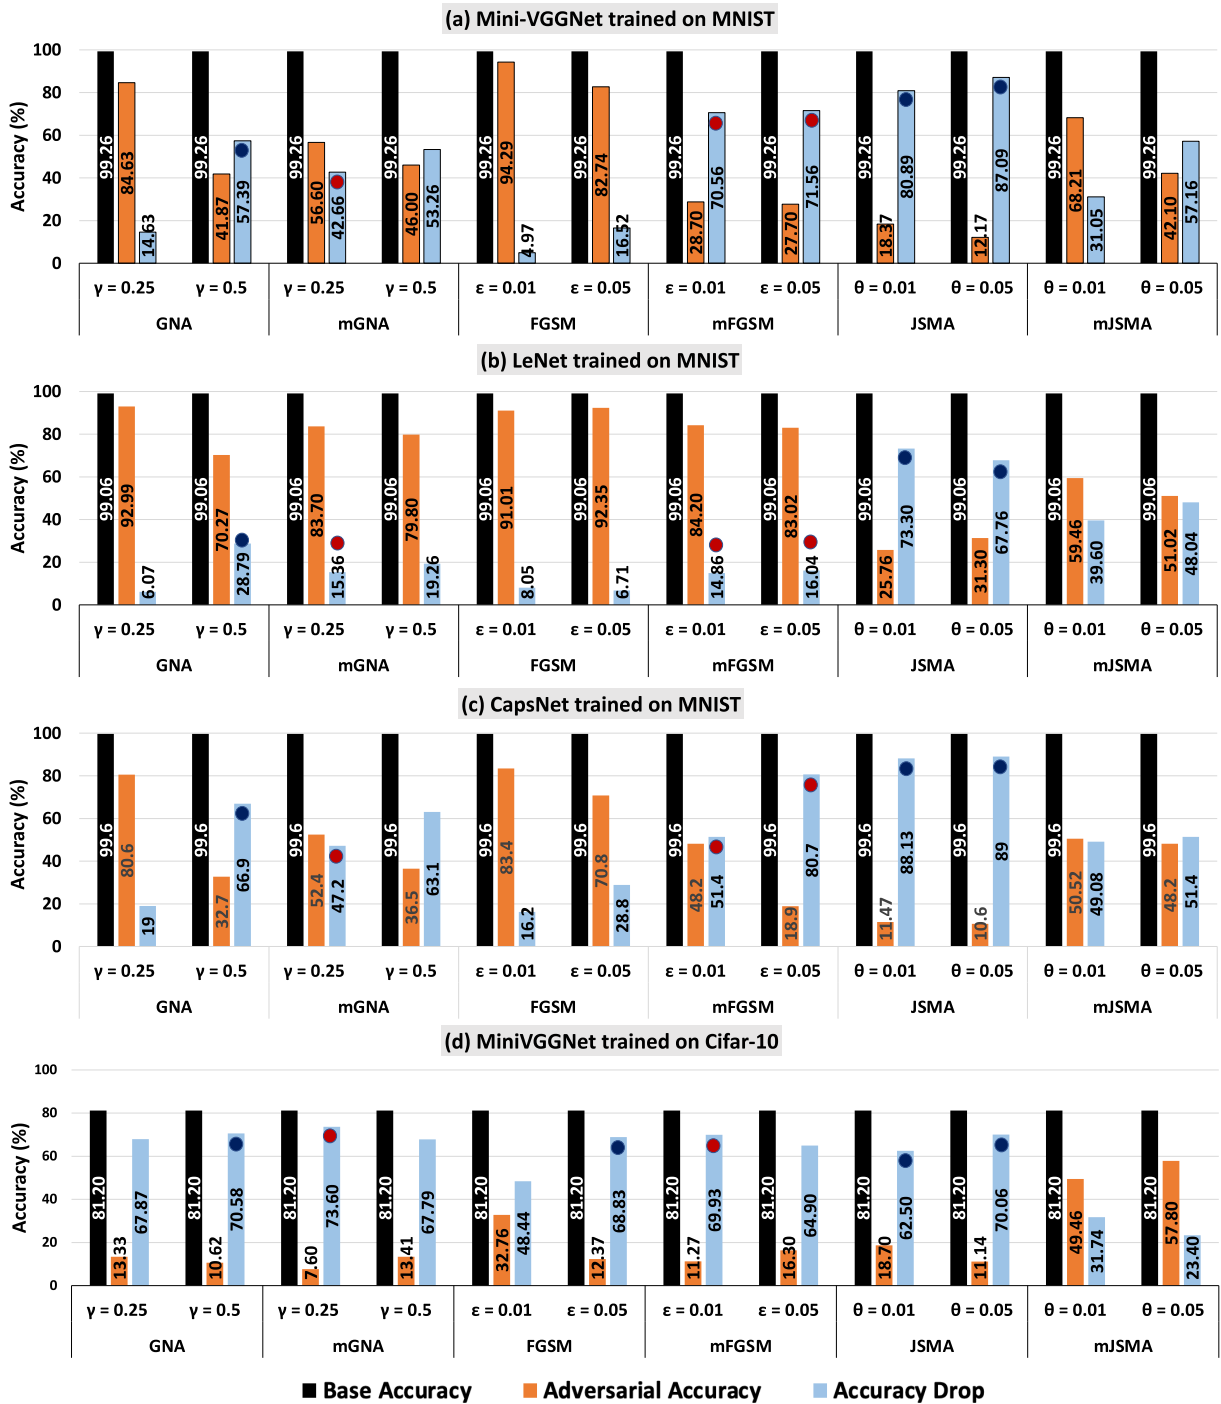 (a) Mini-VGGNet trained on MNIST
Accuracy (%)
100
80
60
40
20
0
99.26 84.63 14.63 99.26 41.87 57.39 99.26 56.60 42.66 99.26 46.00 53.26 99.26 94.29 4.97 99.26 82.74 16.52 99.26 28.70 70.56 99.26 27.70 71.56 99.26 18.37 80.89 99.26 12.17 87.09 99.26 68.21 31.05 99.26 42.10 57.16
γ = 0.25 γ = 0.5 γ = 0.25 γ = 0.5 ε = 0.01 ε = 0.05 ε = 0.01 ε = 0.05 θ = 0.01 θ = 0.05 θ = 0.01 θ = 0.05
GNA mGNA FGSM mFGSM JSMA mJSMA
(b) LeNet trained on MNIST
Accuracy (%)
100
80
60
40
20
0
99.06 92.99 6.07 99.06 70.27 28.79 99.06 83.70 15.36 99.06 79.80 19.26 99.06 91.01 8.05 99.06 92.35 6.71 99.06 84.20 14.86 99.06 83.02 16.04 99.06 25.76 73.30 99.06 31.30 67.76 99.06 59.46 39.60 99.06 51.02 48.04
γ = 0.25 γ = 0.5 γ = 0.25 γ = 0.5 ε = 0.01 ε = 0.05 ε = 0.01 ε = 0.05 θ = 0.01 θ = 0.05 θ = 0.01 θ = 0.05
GNA mGNA FGSM mFGSM JSMA mJSMA
(c) CapsNet trained on MNIST
Accuracy (%)
100
80
60
40
20
0
99.6 80.6 19 99.6 32.7 66.9 99.6 52.4 47.2 99.6 36.5 63.1 99.6 83.4 16.2 99.6 70.8 28.8 99.6 48.2 51.4 99.6 18.9 80.7 99.6 11.47 88.13 99.6 10.6 89 99.6 50.52 49.08 99.6 48.2 51.4
γ = 0.25 γ = 0.5 γ = 0.25 γ = 0.5 ε = 0.01 ε = 0.05 ε = 0.01 ε = 0.05 θ = 0.01 θ = 0.05 θ = 0.01 θ = 0.05
GNA mGNA FGSM mFGSM JSMA mJSMA
(d) MiniVGGNet trained on Cifar-10
Accuracy (%)
100
80
60
40
20
0
81.20 13.33 67.87 81.20 10.62 70.58 81.20 7.60 73.60 81.20 13.41 67.79 81.20 32.76 48.44 81.20 12.37 68.83 81.20 11.27 69.93 81.20 16.30 64.90 81.20 18.70 62.50 81.20 11.14 70.06 81.20 49.46 31.74 81.20 57.80 23.40
γ = 0.25 γ = 0.5 γ = 0.25 γ = 0.5 ε = 0.01 ε = 0.05 ε = 0.01 ε = 0.05 θ = 0.01 θ = 0.05 θ = 0.01 θ = 0.05
GNA mGNA FGSM mFGSM JSMA mJSMA
Base Accuracy Adversarial Accuracy Accuracy Drop